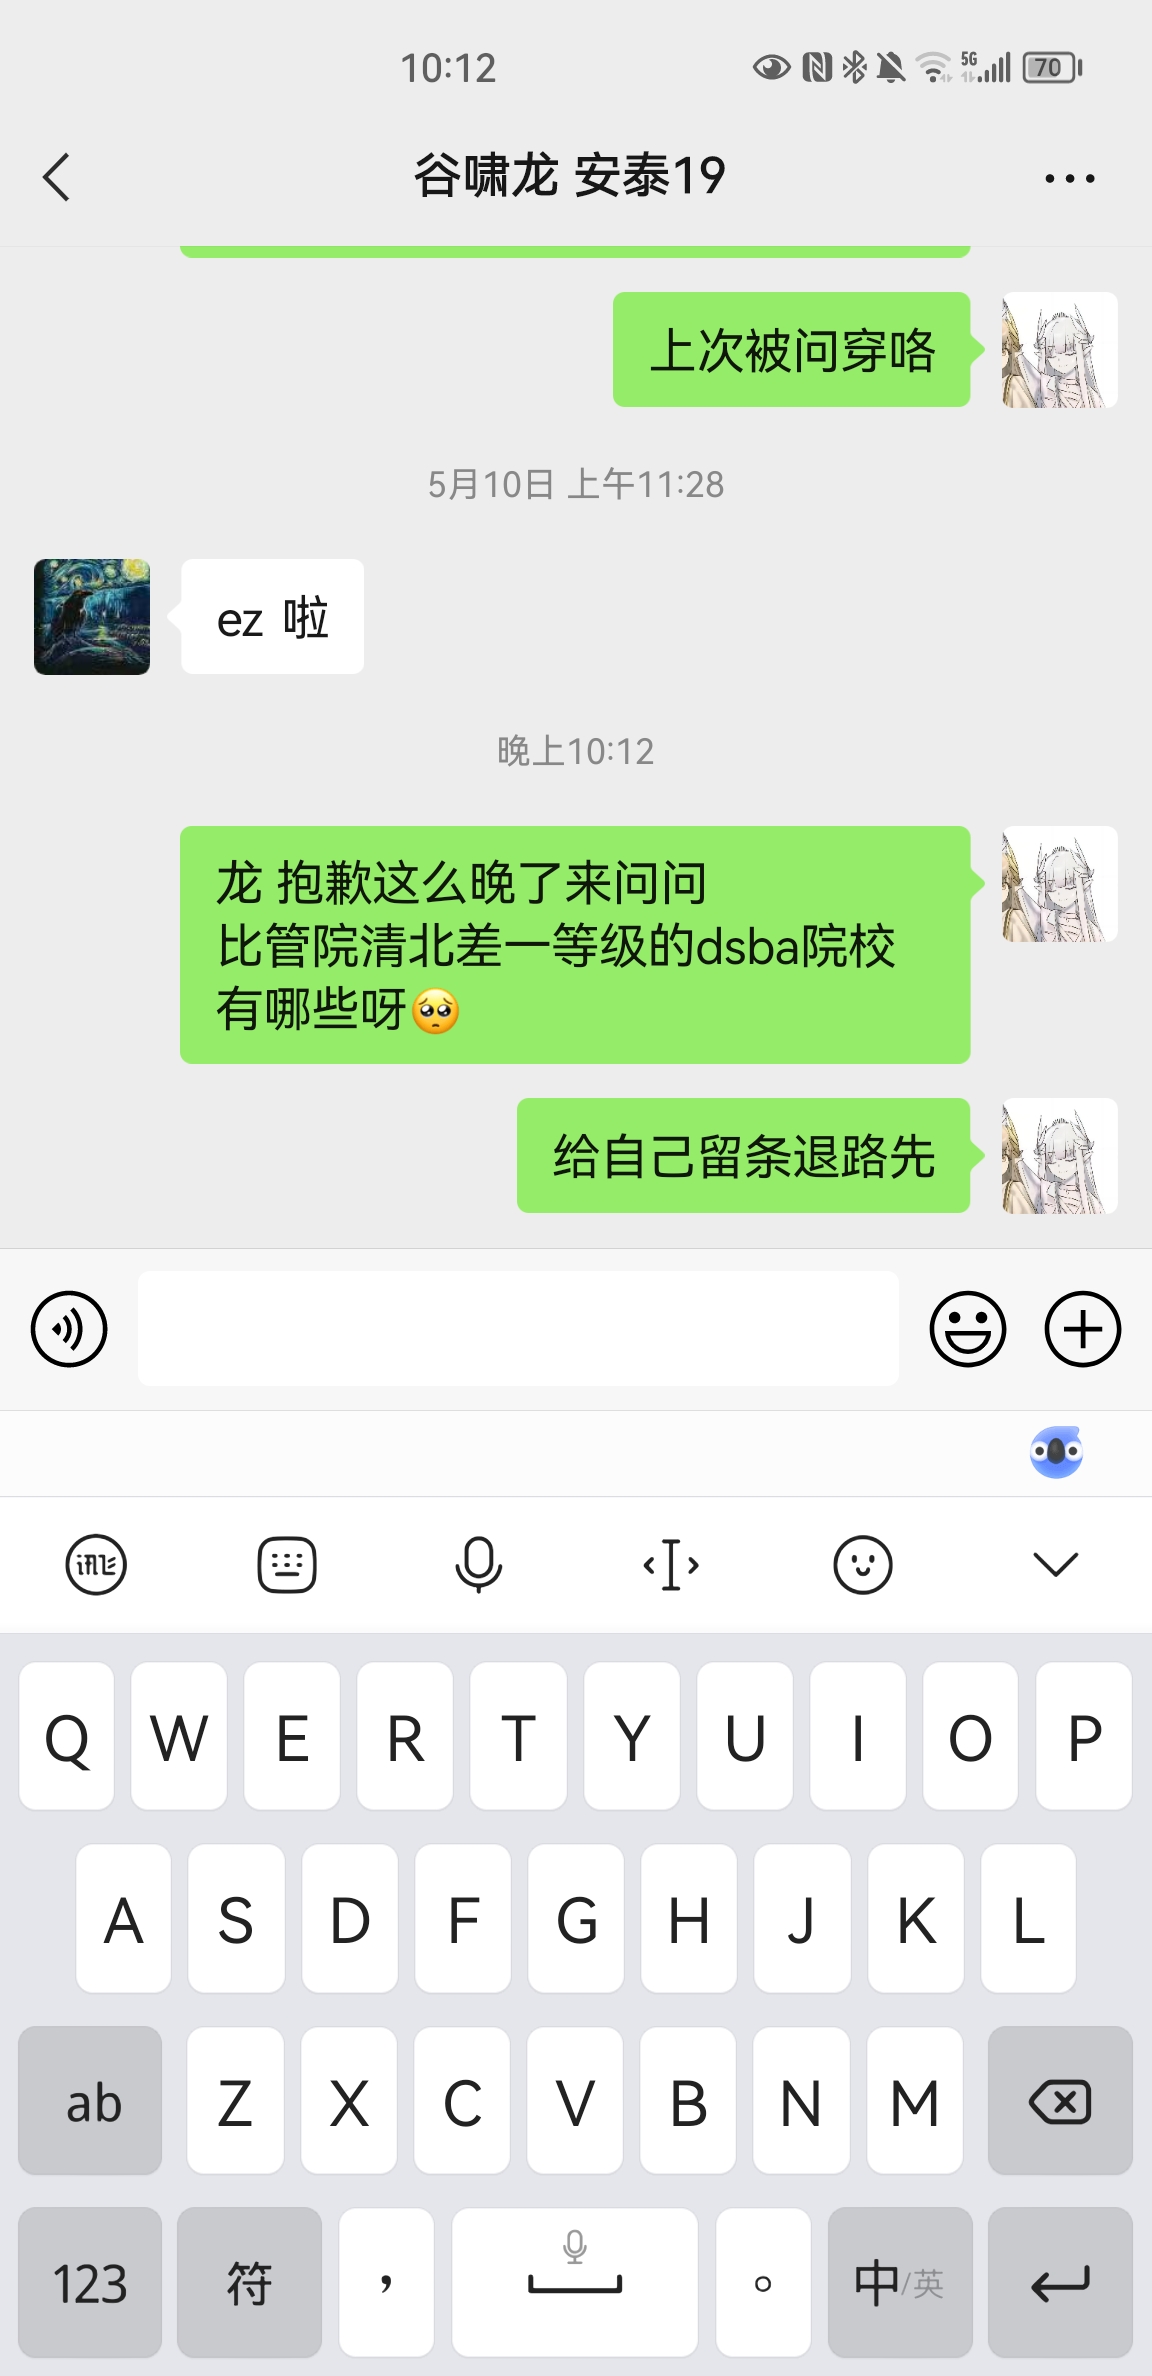 10:12
5G
70
谷啸龙 安泰19
上次被问穿咯
5月10日 上午11:28
ez 啦
晚上10:12
龙 抱歉这么晚了来问问
比管院清北差一等级的dsba院校
有哪些呀🥺
给自己留条退路先
讯飞
Q W E R T Y U I O P
A S D F G H J K L
ab Z X C V B N M
123 符 ， 。 中/英